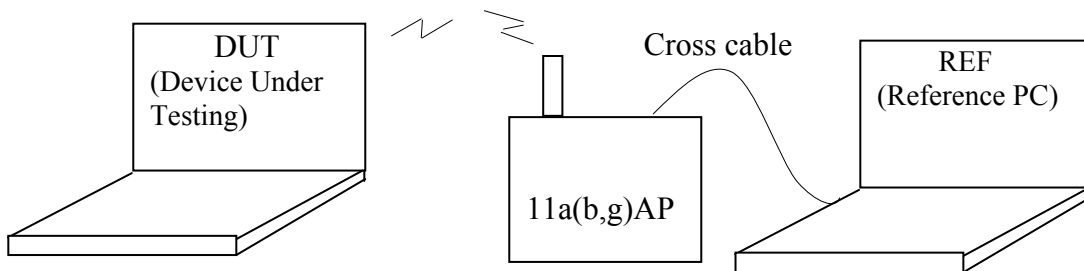 DUT
(Device Under
Testing)
Cross cable
REF
(Reference PC)
11a(b,g)AP